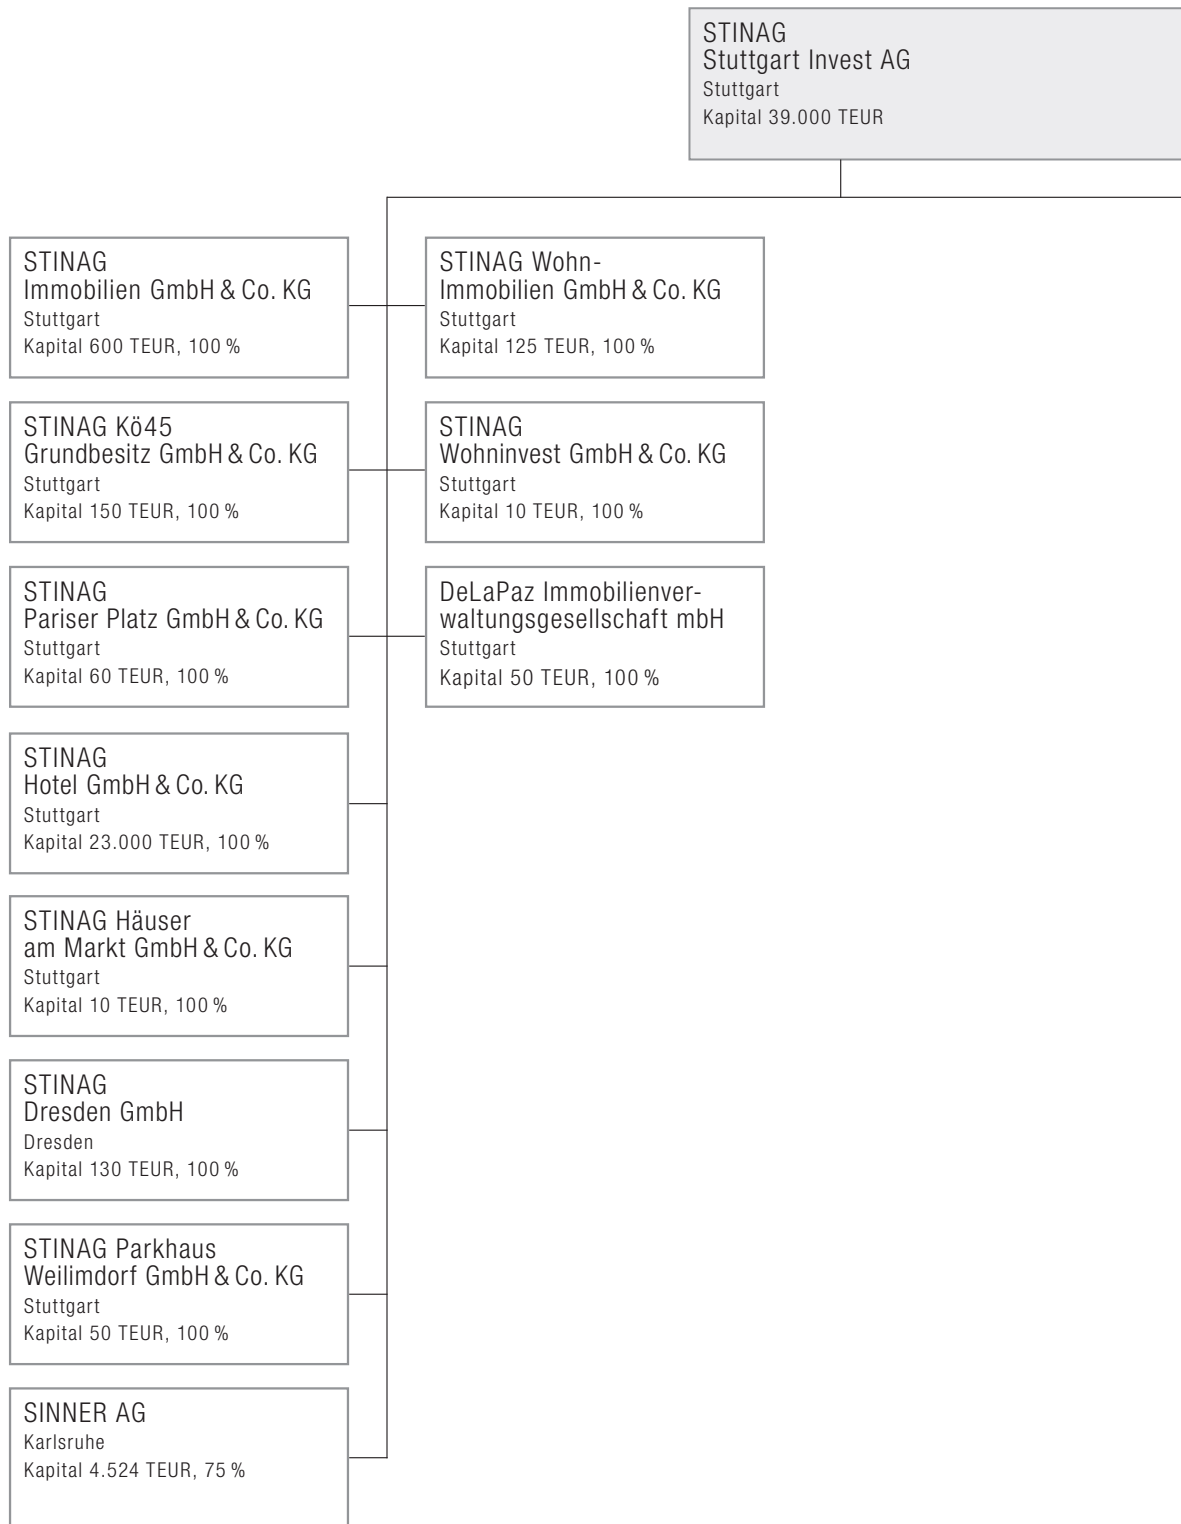 STINAG
Stuttgart Invest AG
Stuttgart
Kapital 39.000 TEUR
STINAG
Immobilien GmbH & Co. KG
Stuttgart
Kapital 600 TEUR, 100 %
STINAG Kö45
Grundbesitz GmbH & Co. KG
Stuttgart
Kapital 150 TEUR, 100 %
STINAG
Pariser Platz GmbH & Co. KG
Stuttgart
Kapital 60 TEUR, 100 %
STINAG
Hotel GmbH & Co. KG
Stuttgart
Kapital 23.000 TEUR, 100 %
STINAG Häuser
am Markt GmbH & Co. KG
Stuttgart
Kapital 10 TEUR, 100 %
STINAG
Dresden GmbH
Dresden
Kapital 130 TEUR, 100 %
STINAG Parkhaus
Weilimdorf GmbH & Co. KG
Stuttgart
Kapital 50 TEUR, 100 %
SINNER AG
Karlsruhe
Kapital 4.524 TEUR, 75 %
STINAG Wohn-
Immobilien GmbH & Co. KG
Stuttgart
Kapital 125 TEUR, 100 %
STINAG
Wohninvest GmbH & Co. KG
Stuttgart
Kapital 10 TEUR, 100 %
DeLaPaz Immobilienver-
waltungsgesellschaft mbH
Stuttgart
Kapital 50 TEUR, 100 %